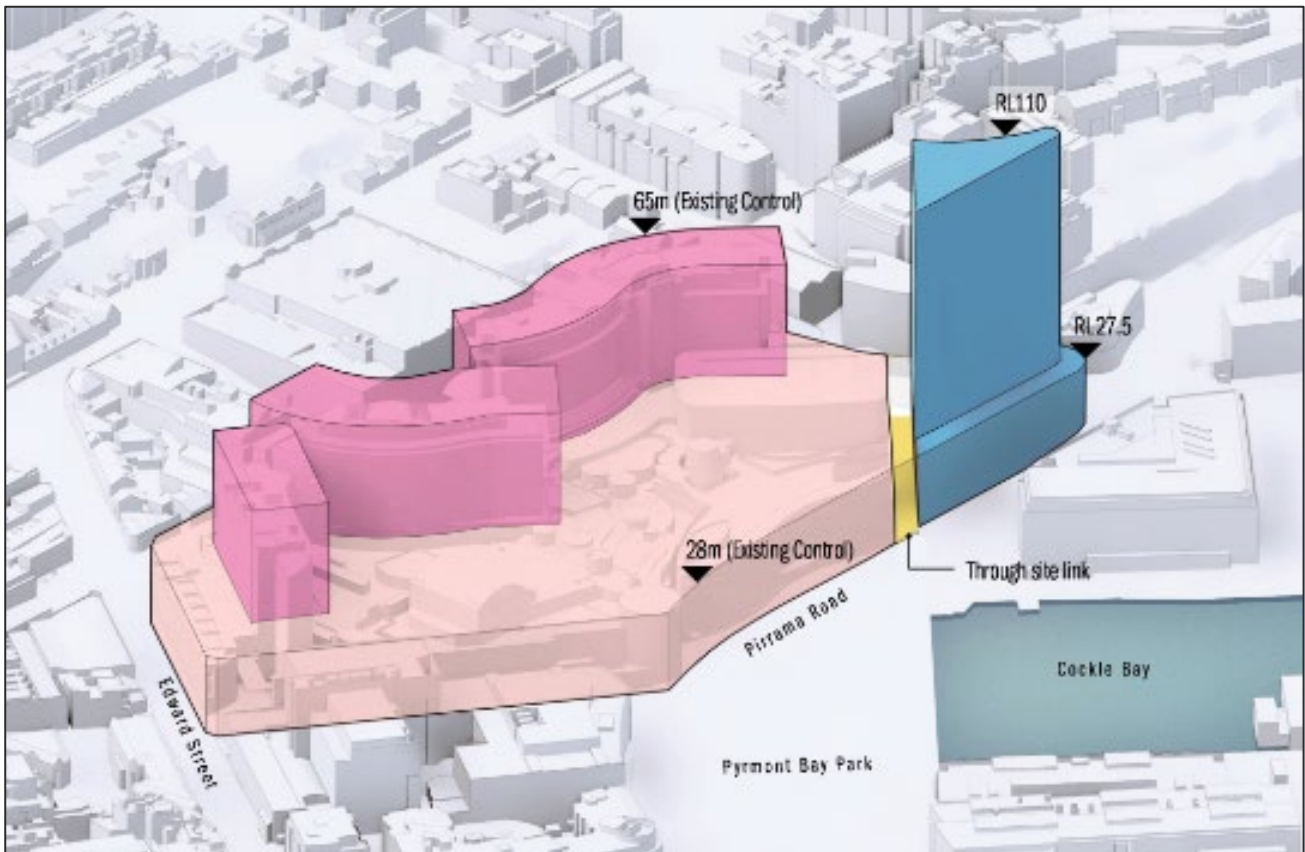 RL110
65m (Existing Control)
RL27.5
28m (Existing Control)
Through site link
Pirrama Road
Cockle Bay
Edward Street
Pyrmont Bay Park